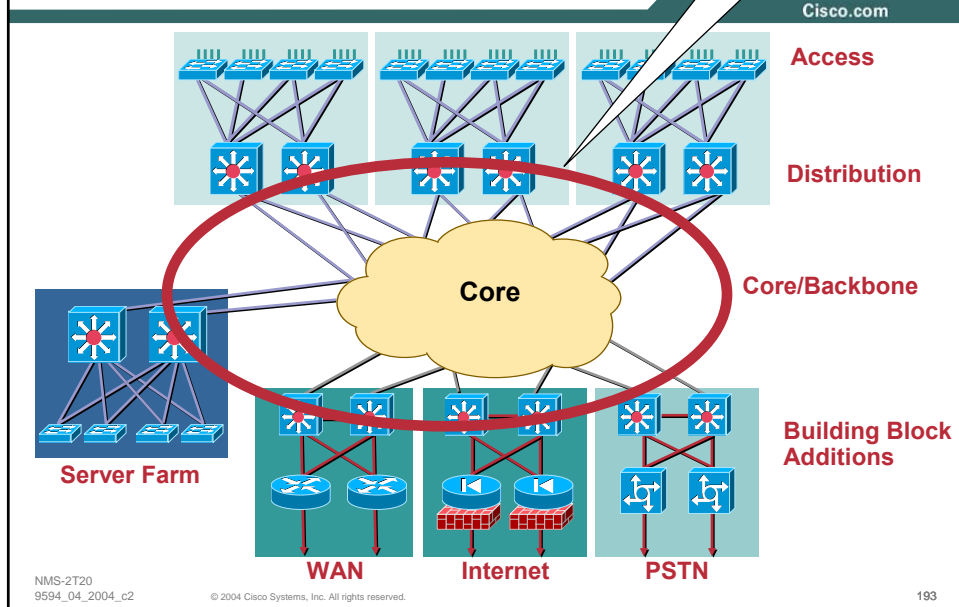 Cisco.com
Access
Distribution
Core
Core/Backbone
Server Farm
Building Block
Additions
WAN
Internet
PSTN
NMS-2T20
9594_04_2004_c2
© 2004 Cisco Systems, Inc. All rights reserved.
193